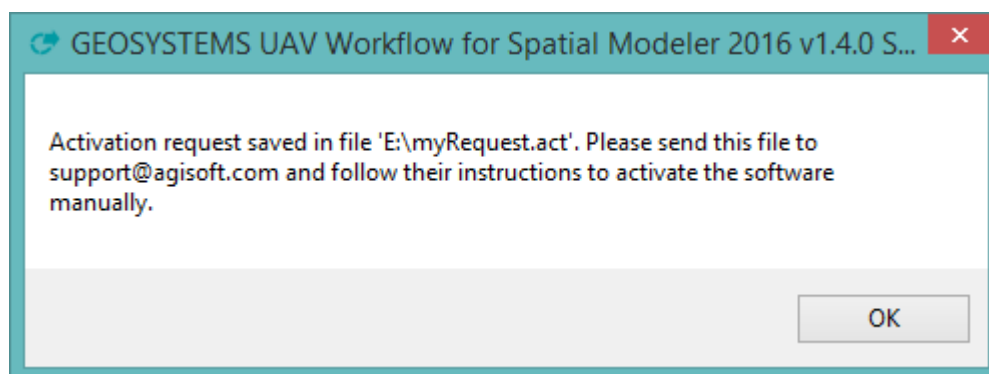 GEOSYSTEMS UAV Workflow for Spatial Modeler 2016 v1.4.0 S...
Activation request saved in file 'E:\myRequest.act'. Please send this file to
support@agisoft.com and follow their instructions to activate the software
manually.
OK